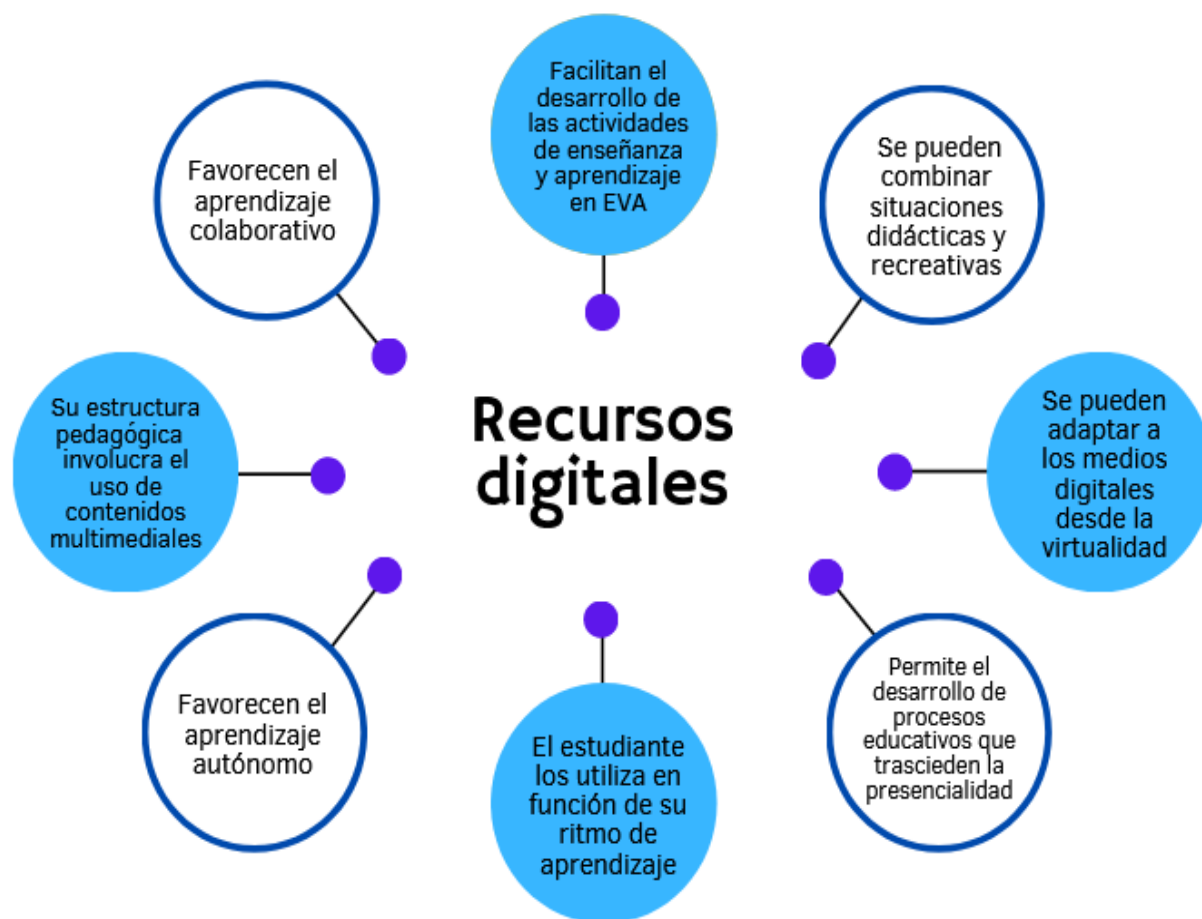 Facilitan el
desarrollo de
las actividades
de enseñanza
y aprendizaje
en EVA
Favorecen el
aprendizaje
colaborativo
Se pueden
combinar
situaciones
didácticas y
recreativas
Recursos
digitales
Su estructura
pedagógica
involucra el
uso de
contenidos
multimediales
Se pueden
adaptar a
los medios
digitales
desde la
virtualidad
Favorecen el
aprendizaje
autónomo
El estudiante
los utiliza en
función de su
ritmo de
aprendizaje
Permite el
desarrollo de
procesos
educativos que
trascieden la
presencialidad